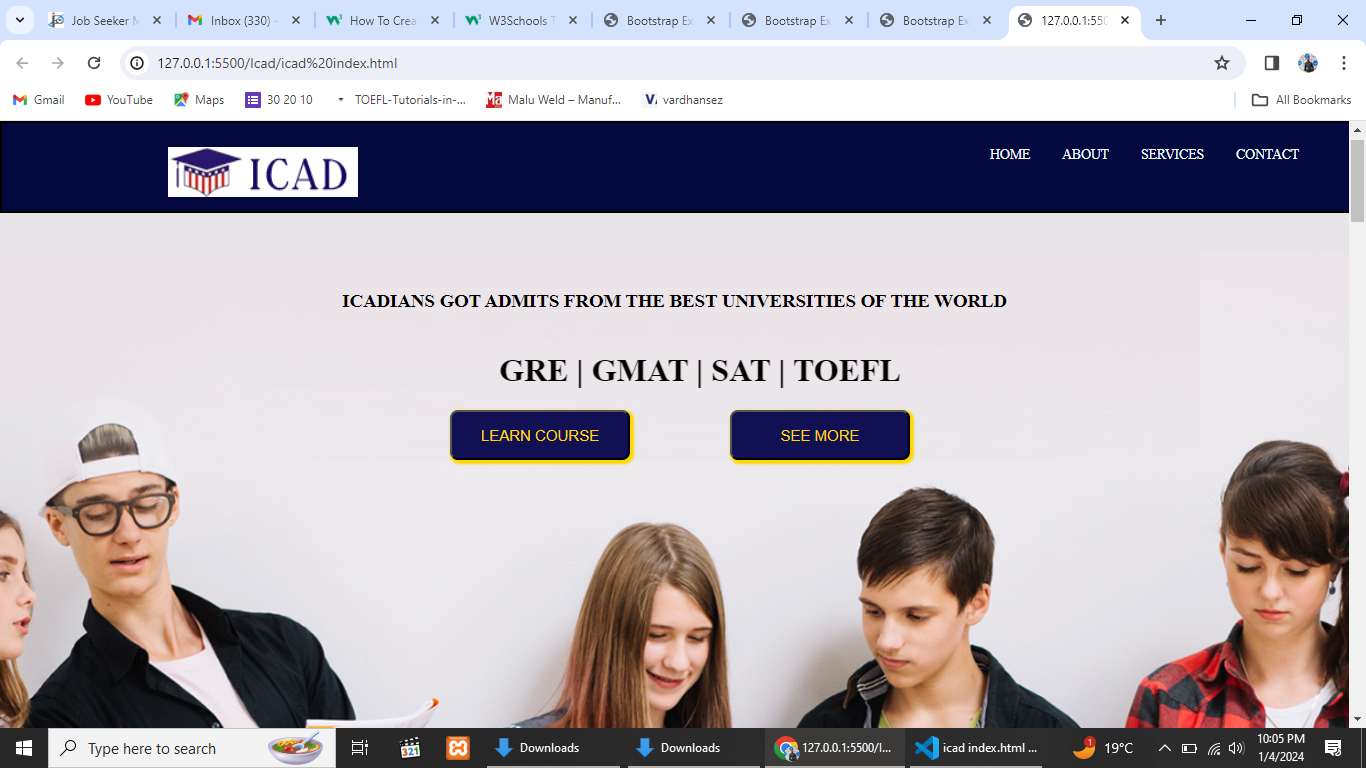 Job Seeker M
Inbox (330) -
How To Crea
W3Schools T
Bootstrap Ex
Bootstrap Ex
Bootstrap Ex
127.0.0.1:550
127.0.0.1:5500/Icad/icad%20index.html
Gmail
YouTube
Maps
30 20 10
TOEFL-Tutorials-in-...
Ma
Malu Weld – Manuf...
vardhansez
All Bookmarks
ICAD
HOME
ABOUT
SERVICES
CONTACT
ICADIANS GOT ADMITS FROM THE BEST UNIVERSITIES OF THE WORLD
GRE | GMAT | SAT | TOEFL
LEARN COURSE
SEE MORE
Type here to search
321
Downloads
Downloads
127.0.0.1:5500/I...
icad index.html ...
1
19°C
10:05 PM
1/4/2024